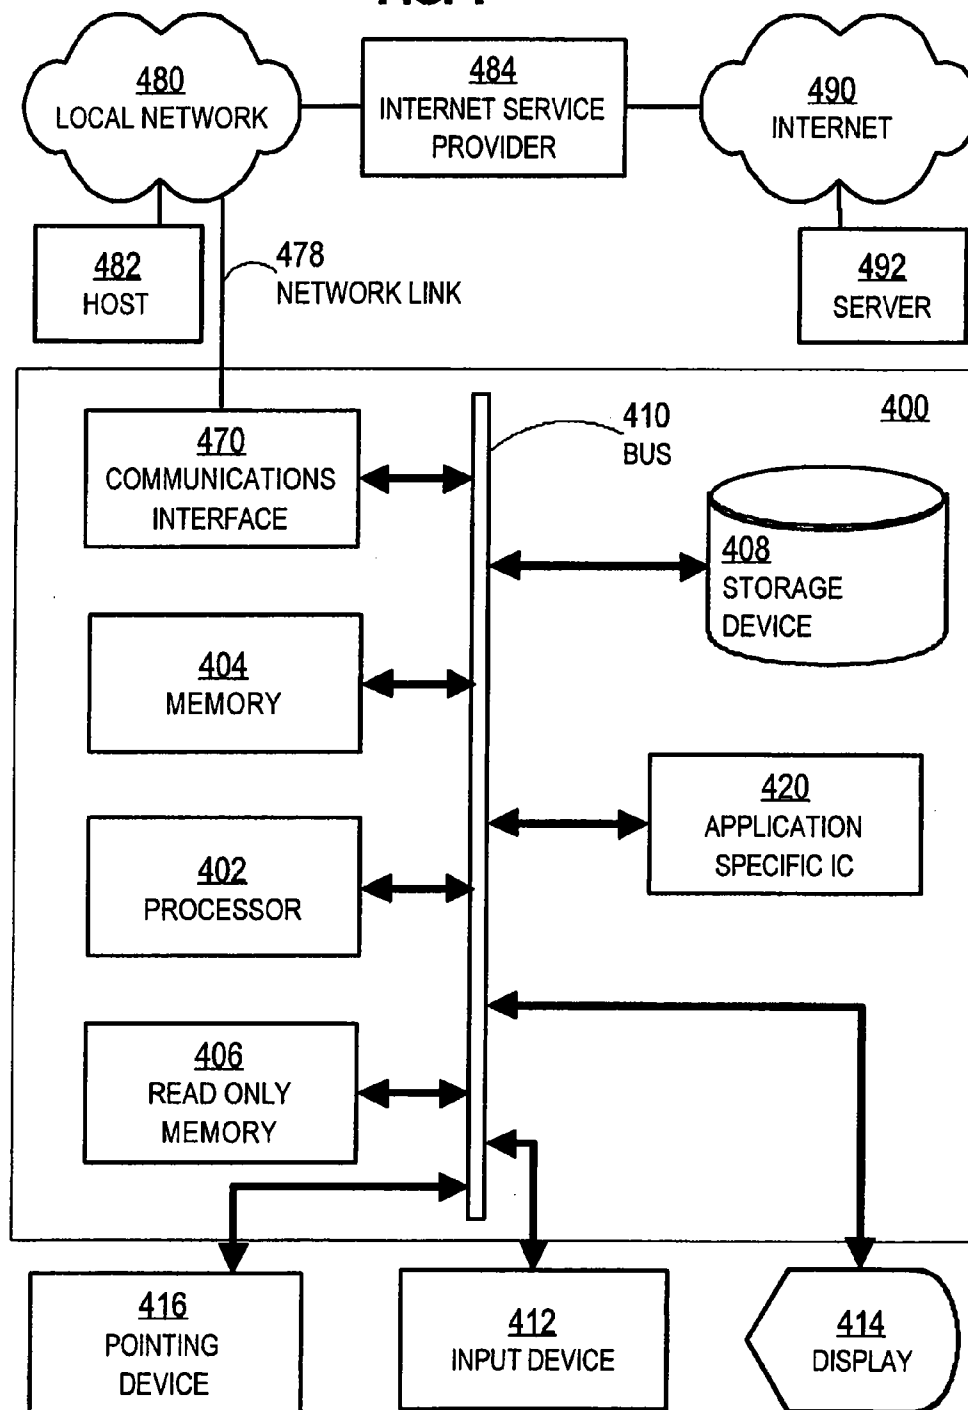 480
LOCAL NETWORK
484
INTERNET SERVICE
PROVIDER
490
INTERNET
482
HOST
478
NETWORK LINK
492
SERVER
400
470
COMMUNICATIONS
INTERFACE
410
BUS
408
STORAGE
DEVICE
404
MEMORY
420
APPLICATION
SPECIFIC IC
402
PROCESSOR
406
READ ONLY
MEMORY
416
POINTING
DEVICE
412
INPUT DEVICE
414
DISPLAY